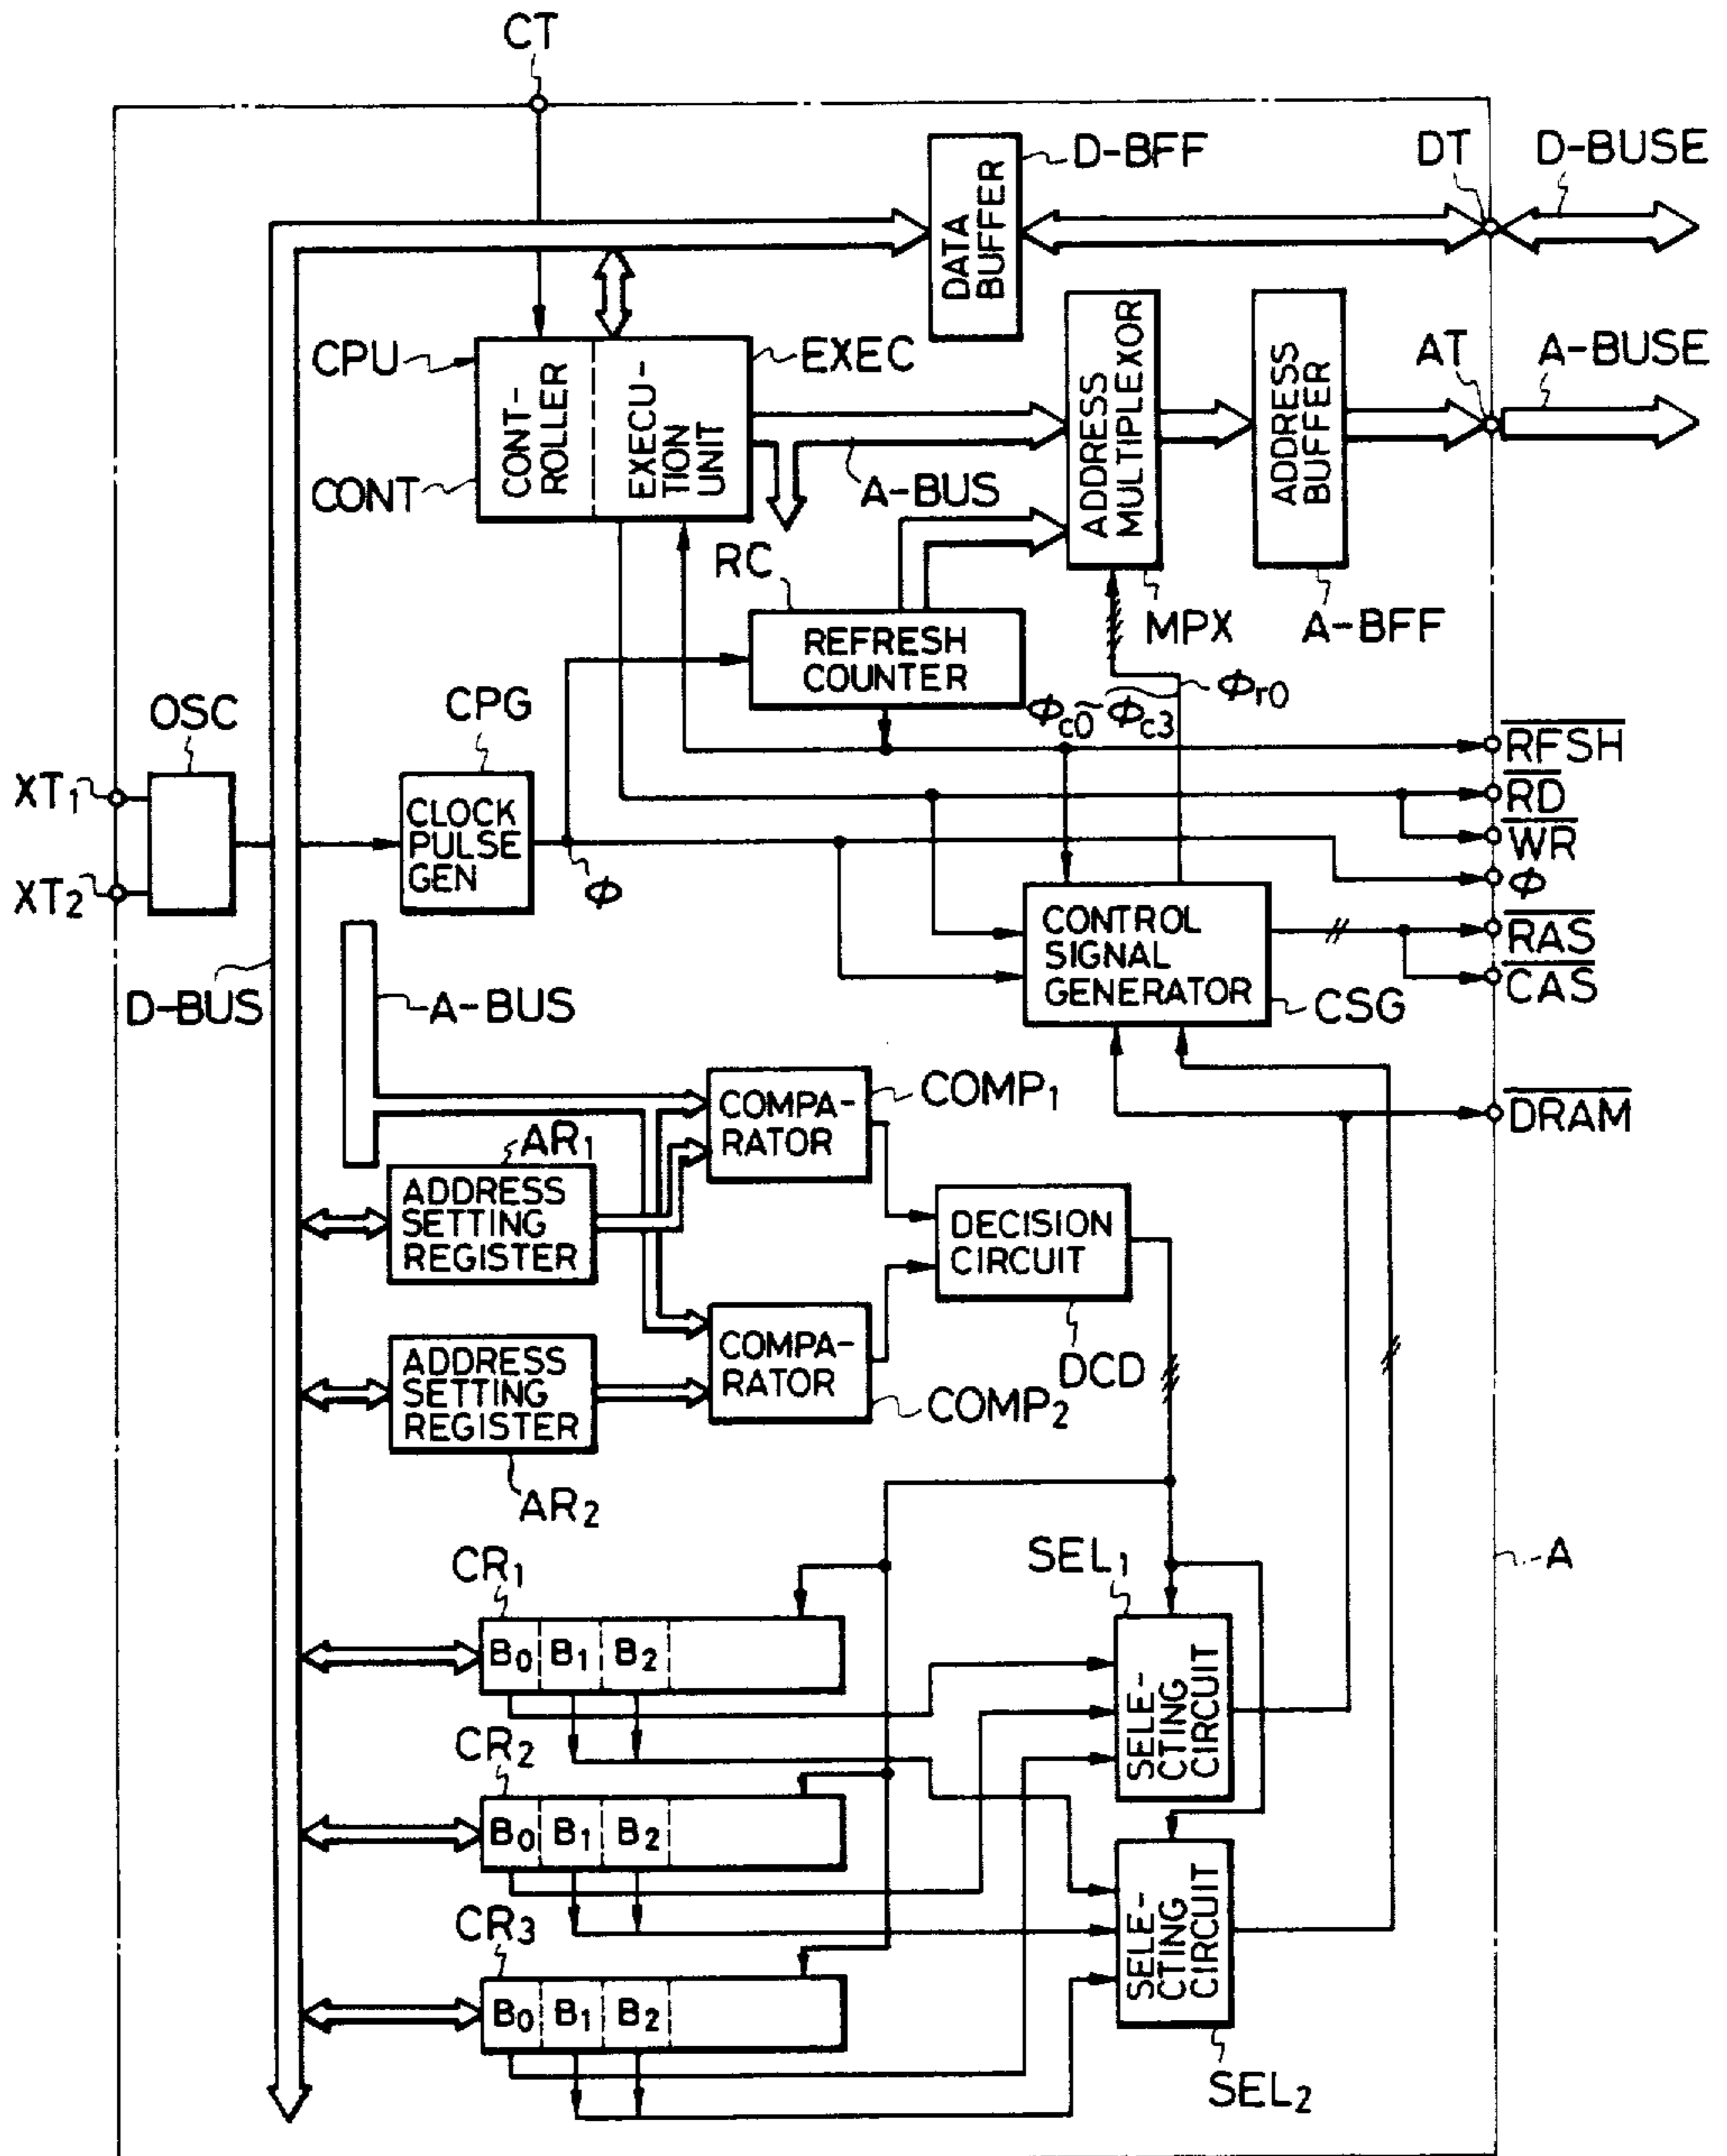 CT
D-BFF
DT
D-BUSE
DATA
BUFFER
CPU
CONT-
ROLLER
EXECU-
TION
UNIT
EXEC
ADDRESS
MULTIPLEXOR
ADDRESS
BUFFER
AT
A-BUSE
CONT
A-BUS
RC
MPX
A-BFF
REFRESH
COUNTER
Φc0~Φc3
Φr0
OSC
CPG
RFSH
XT1
CLOCK
PULSE
GEN
RD
WR
XT2
Φ
Φ
CONTROL
SIGNAL
GENERATOR
RAS
CAS
D-BUS
A-BUS
CSG
COMPA-
RATOR
COMP1
DRAM
AR1
ADDRESS
SETTING
REGISTER
DECISION
CIRCUIT
ADDRESS
SETTING
REGISTER
COMPA-
RATOR
DCD
COMP2
AR2
CR1
SEL1
A
B0 B1 B2
SELE-
CTING
CIRCUIT
CR2
B0 B1 B2
SELE-
CTING
CIRCUIT
CR3
B0 B1 B2
SEL2